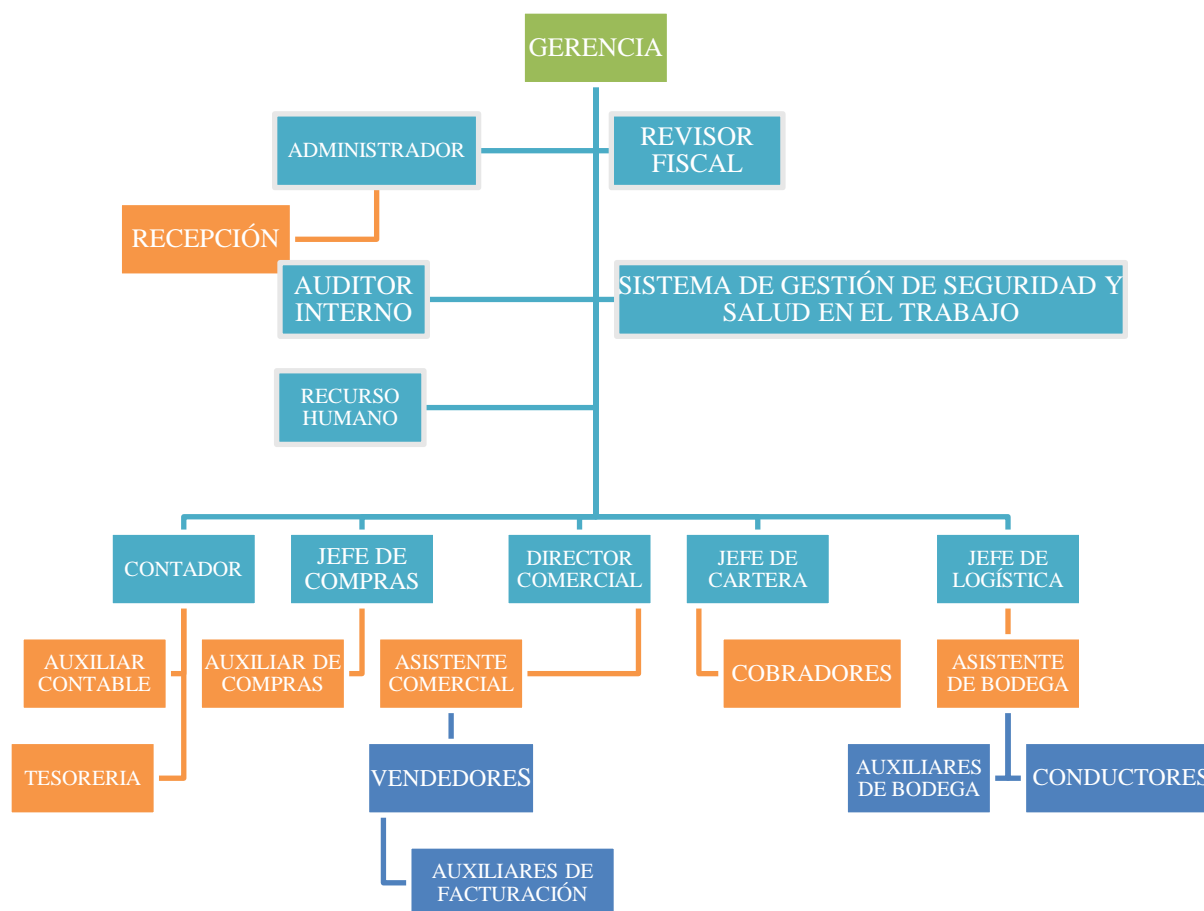 GERENCIA
ADMINISTRADOR
REVISOR
FISCAL
RECEPCIÓN
AUDITOR
INTERNO
SISTEMA DE GESTIÓN DE SEGURIDAD Y
SALUD EN EL TRABAJO
RECURSO
HUMANO
CONTADOR
JEFE DE
COMPRAS
DIRECTOR
COMERCIAL
JEFE DE
CARTERA
JEFE DE
LOGÍSTICA
AUXILIAR
CONTABLE
AUXILIAR DE
COMPRAS
ASISTENTE
COMERCIAL
COBRADORES
ASISTENTE
DE BODEGA
TESORERIA
VENDEDORES
AUXILIARES
DE BODEGA
CONDUCTORES
AUXILIARES DE
FACTURACIÓN